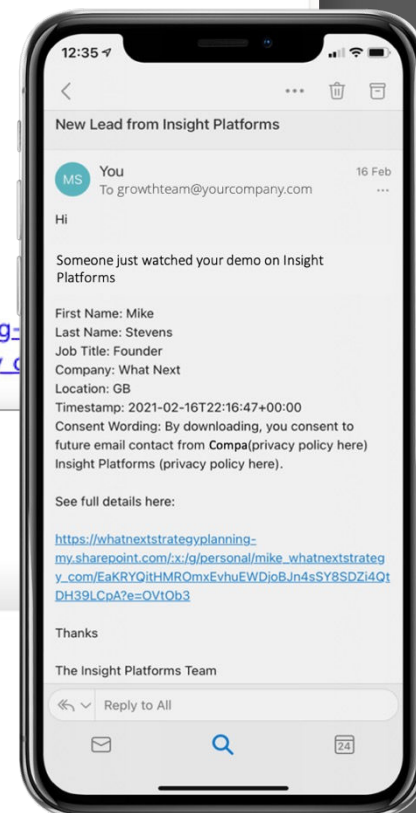 12:35
New Lead from Insight Platforms
MS
You
16 Feb
To growthteam@yourcompany.com
Hi
Someone just watched your demo on Insight
Platforms
First Name: Mike
Last Name: Stevens
Job Title: Founder
Company: What Next
Location: GB
Timestamp: 2021-02-16T22:16:47+00:00
Consent Wording: By downloading, you consent to
future email contact from Compa(privacy policy here)
Insight Platforms (privacy policy here).
See full details here:
https://whatnextstrategyplanning-
my.sharepoint.com/:x:/g/personal/mike_whatnextstrateg
y_com/EaKRYQitHMROmxEvhuEWDjoBJn4sSY8SDZi4Qt
DH39LCpA?e=OVtOb3
Thanks
The Insight Platforms Team
Reply to All
24